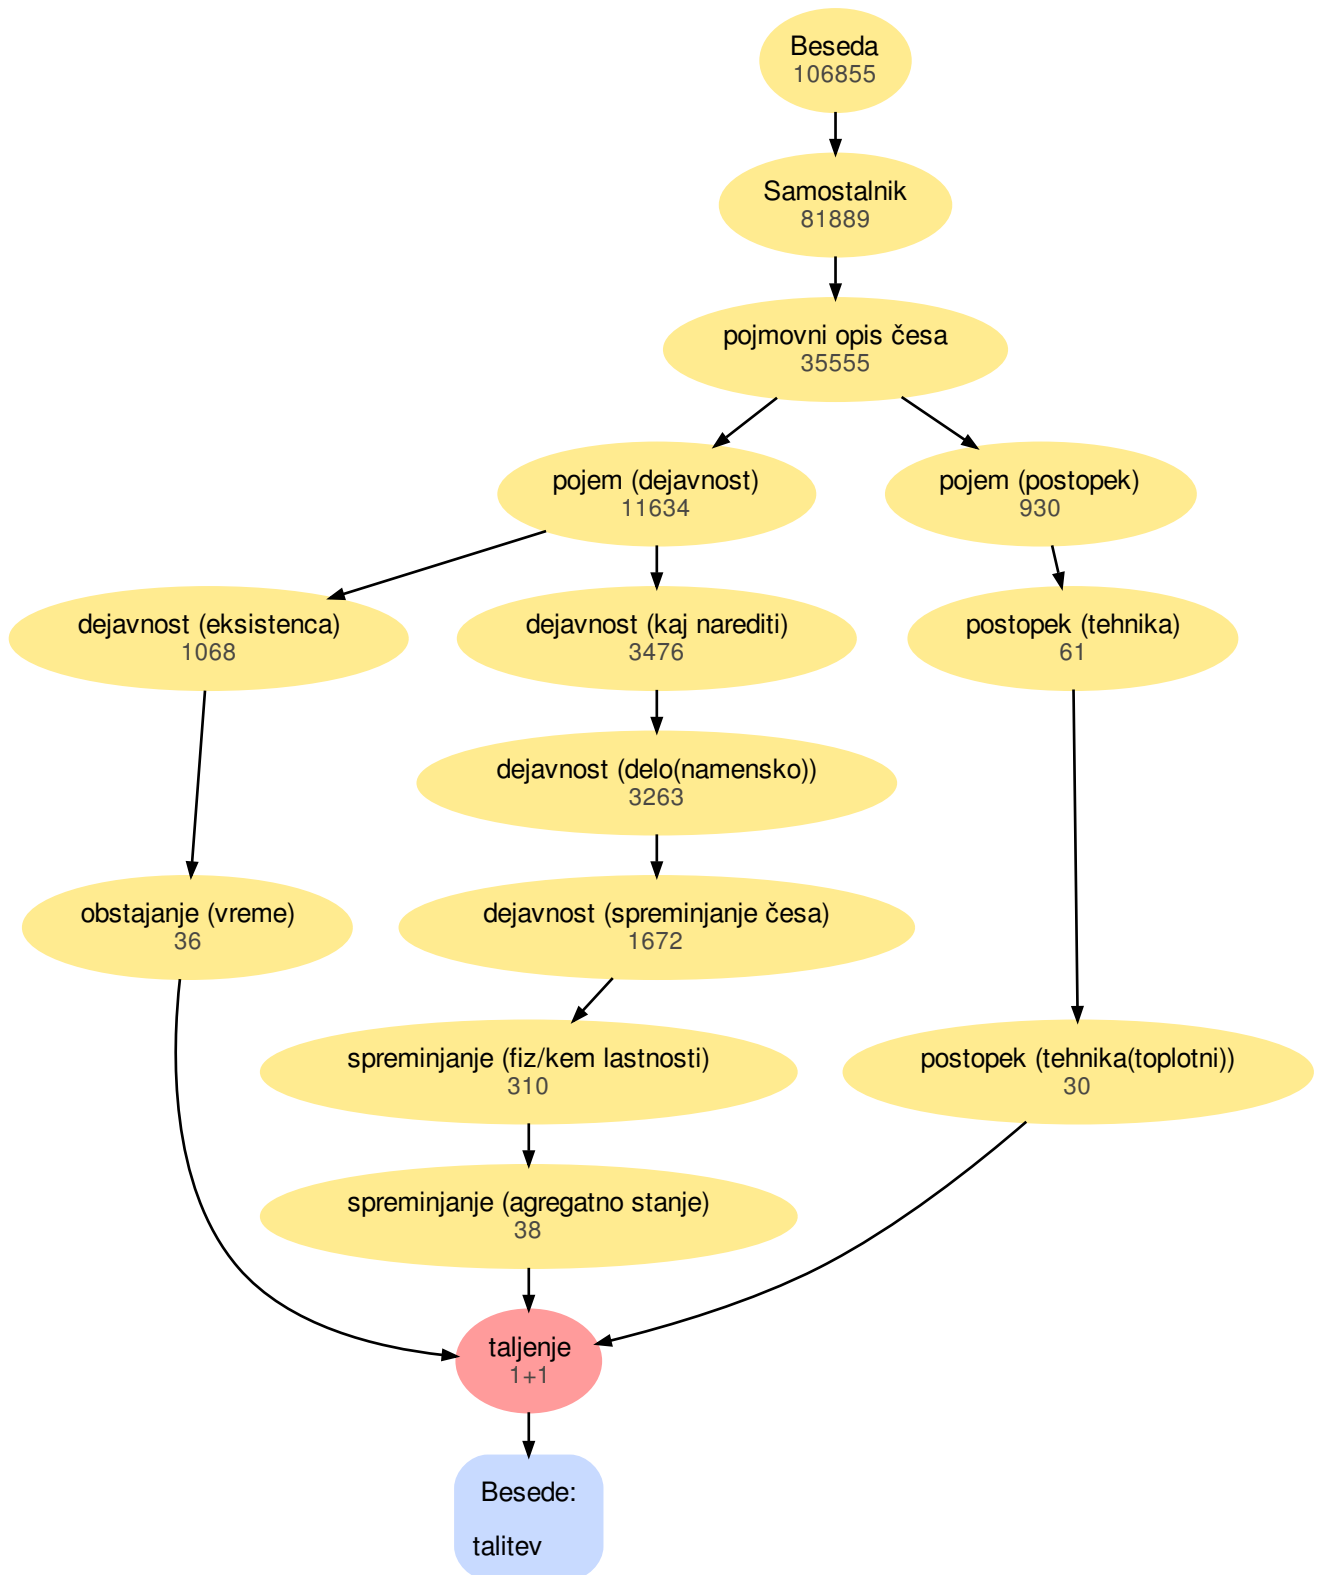 Beseda
106855
Samostalnik
81889
pojmovni opis česa
35555
pojem (dejavnost)
11634
pojem (postopek)
930
dejavnost (eksistenca)
1068
dejavnost (kaj narediti)
3476
postopek (tehnika)
61
dejavnost (delo(namensko))
3263
obstajanje (vreme)
36
dejavnost (spreminjanje česa)
1672
spreminjanje (fiz/kem lastnosti)
310
postopek (tehnika(toplotni))
30
spreminjanje (agregatno stanje)
38
taljenje
1+1
Besede:
talitev